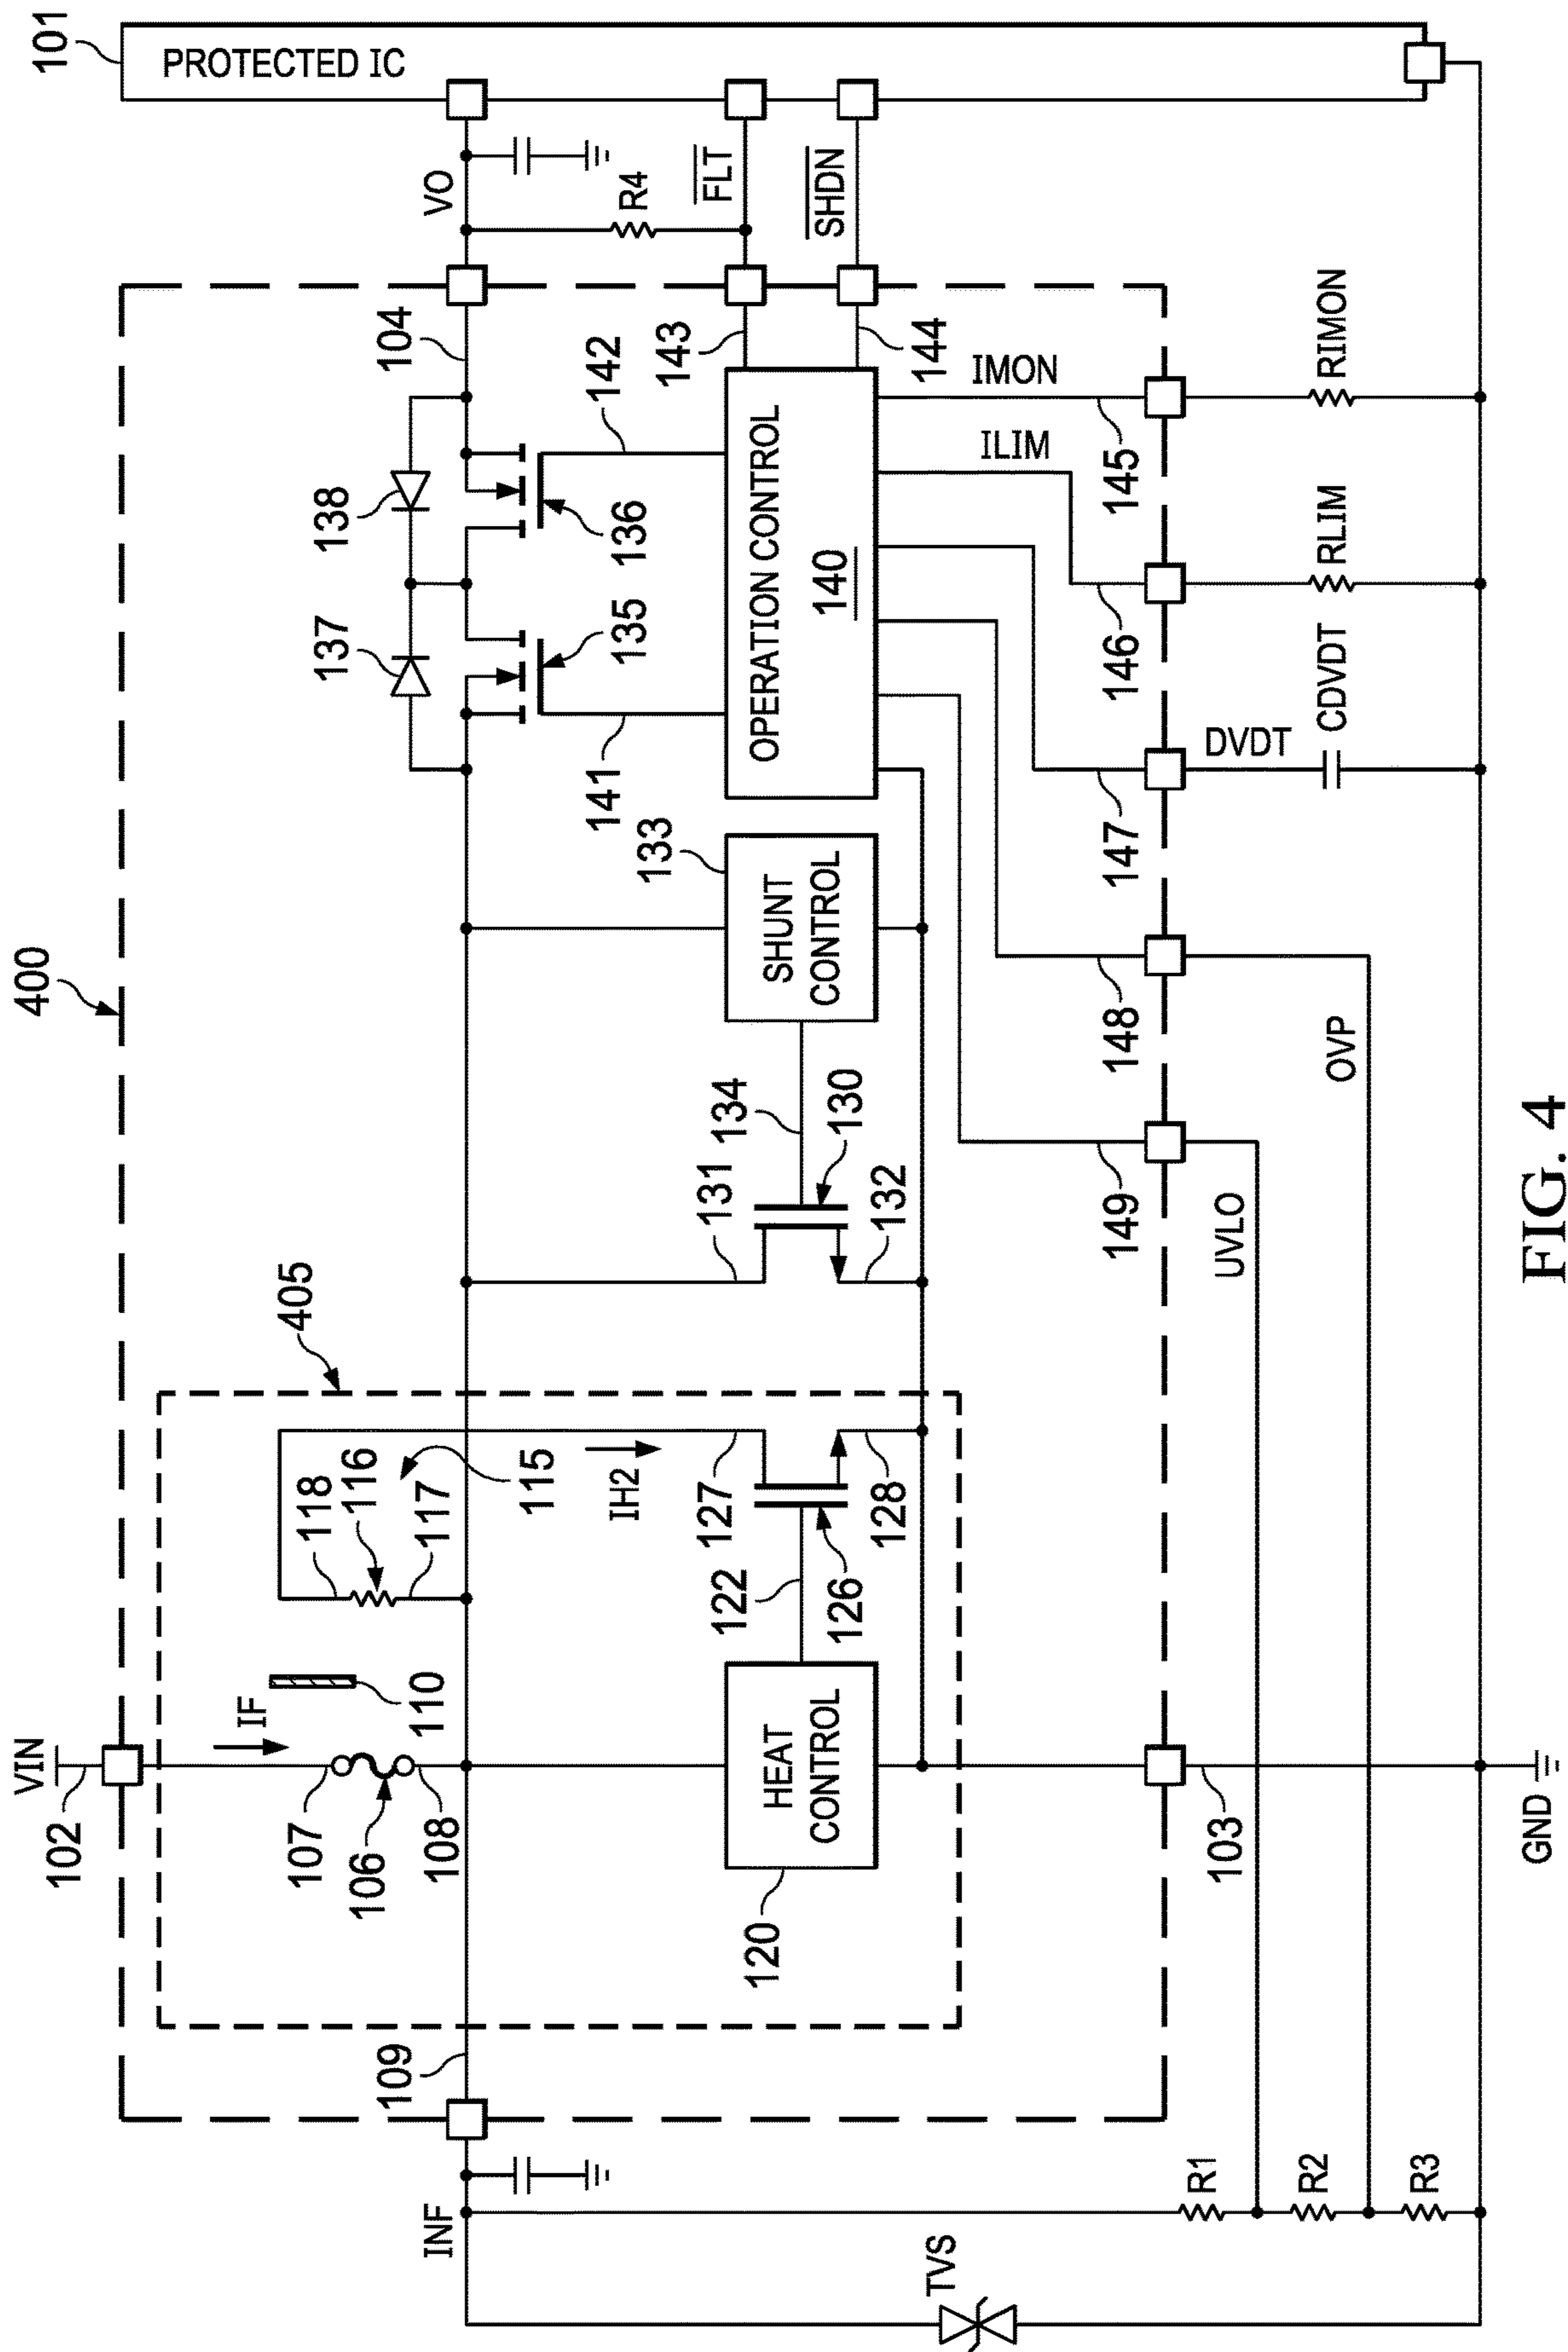 VIN
102
400
101
PROTECTED IC
405
107
106
108
IF
110
118
116
117
115
IH2
109
INF
137
138
104
VO
R4
FLT
SHDN
120
HEAT
CONTROL
122
126
127
128
131
134
130
132
133
SHUNT
CONTROL
141
135
136
142
143
144
OPERATION CONTROL
140
IMON
ILIM
145
146
147
148
149
103
UVLO
OVP
DVDT
CDVDT
RLIM
RIMON
TVS
R1
R2
R3
GND
FIG. 4